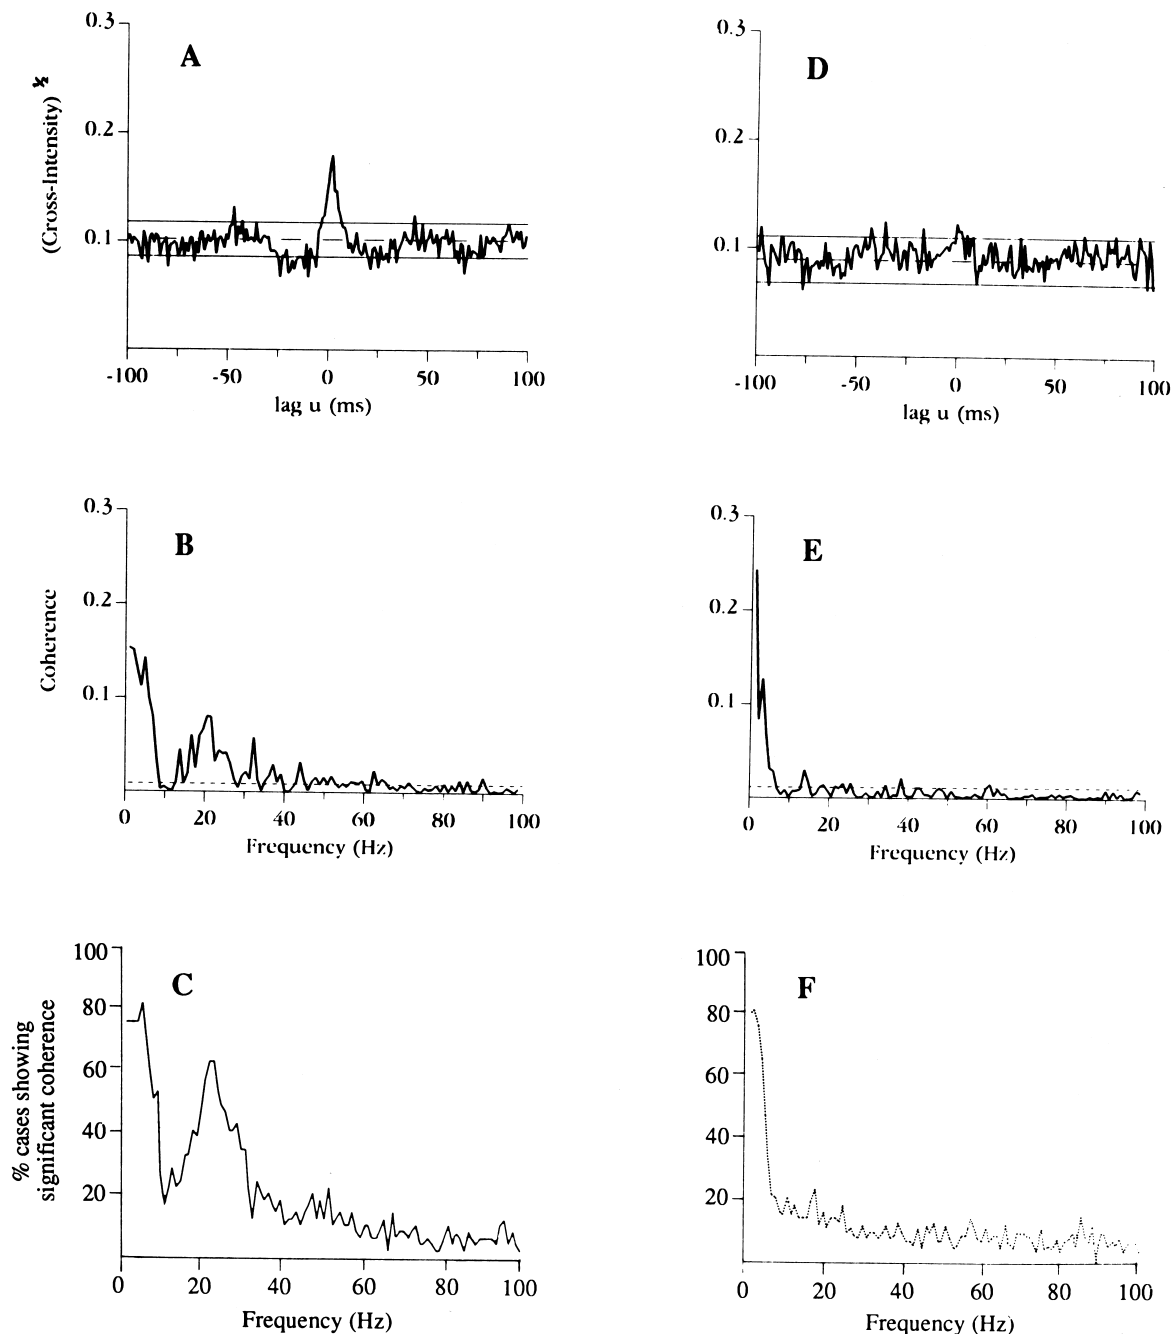 A
0.3
0.2
0.1
(Cross-Intensity) ½
-100 -50 0 50 100
lag u (ms)
D
0.3
0.2
0.1
-100 -50 0 50 100
lag u (ms)
B
0.3
0.2
0.1
Coherence
0 20 40 60 80 100
Frequency (Hz)
E
0.3
0.2
0.1
0 20 40 60 80 100
Frequency (Hz)
C
100
80
60
40
20
% cases showing
significant coherence
0 20 40 60 80 100
Frequency (Hz)
F
100
80
60
40
20
0 20 40 60 80 100
Frequency (Hz)